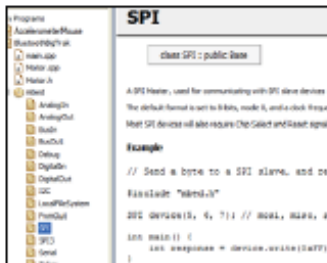 Programs
AccelerometerMouse
BluetoothBigTrak
main.cpp
Motor.cpp
Motor.h
mbed
AnalogIn
AnalogOut
BusIn
BusOut
Debug
DigitalIn
DigitalOut
I2C
LocalFileSystem
PwmOut
SPI
SPI3
Serial
SPI
class SPI : public Base
A SPI Master, used for communicating with SPI slave devices
The default format is set to 8-bits, mode 0, and a clock freque
Most SPI devices will also require Chip Select and Reset signal
Example
// Send a byte to a SPI slave, and re
#include "mbed.h"
SPI device(5, 6, 7); // mosi, miso, s
int main() {
int response = device.write(0xFF)
}